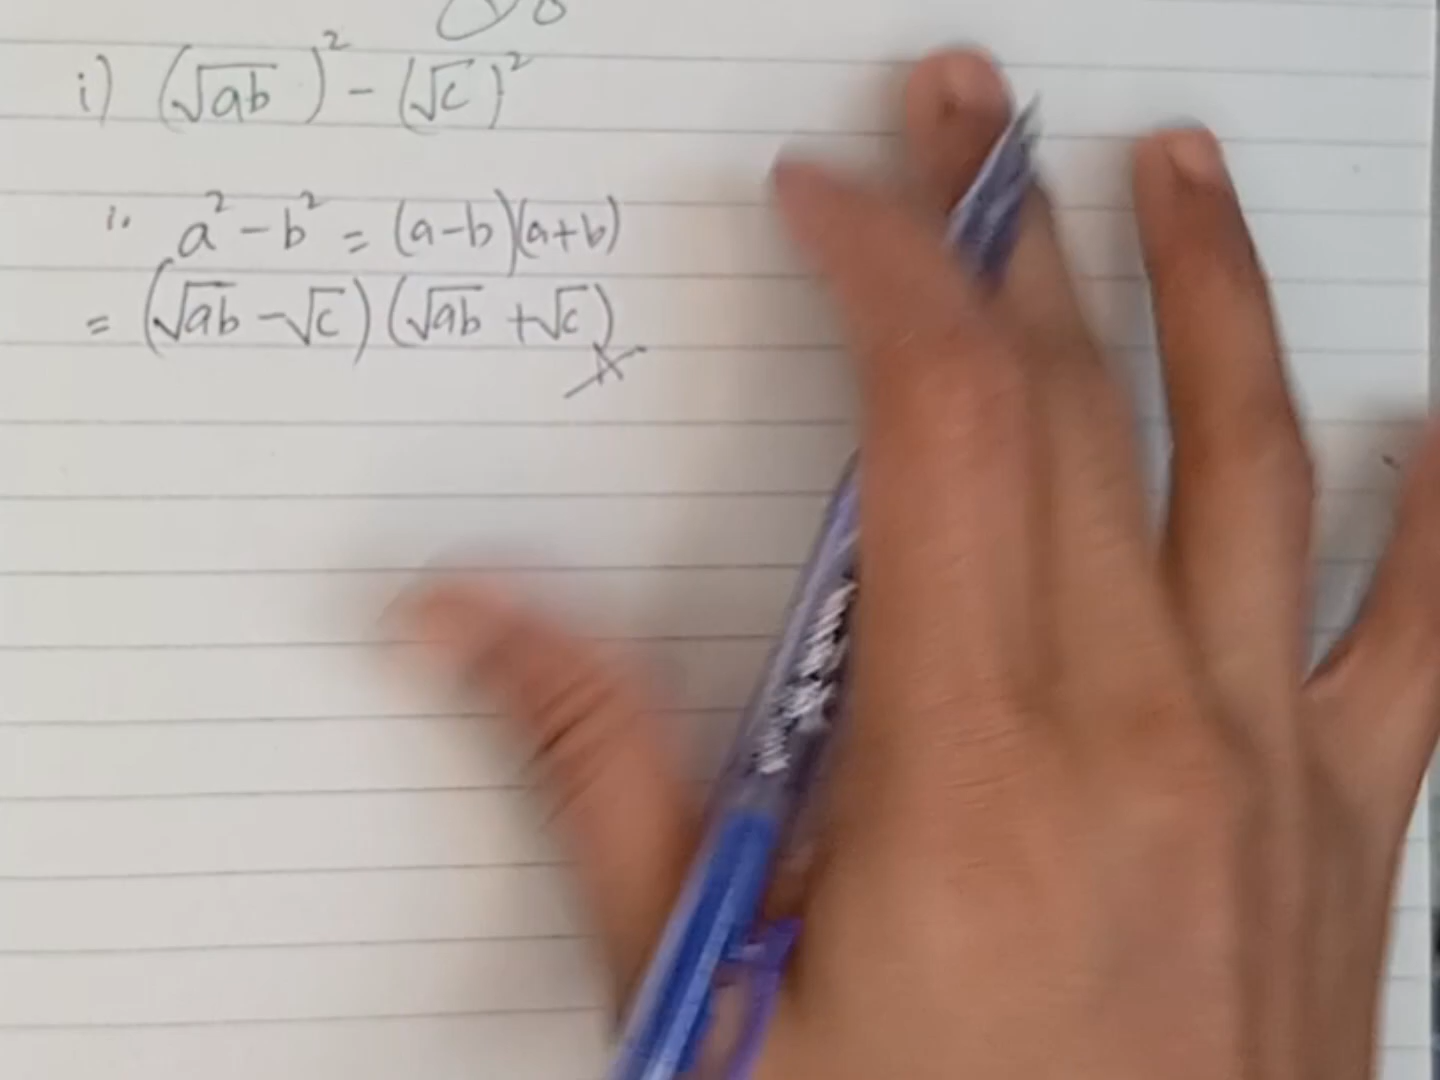 i) (√ab)² - (√c)²
∵ a² - b² = (a-b)(a+b)
= (√ab - √c) (√ab + √c)